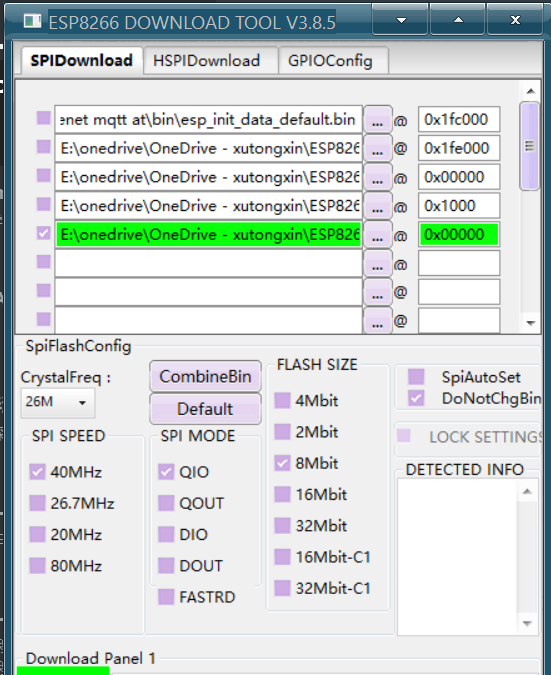 ESP8266 DOWNLOAD TOOL V3.8.5
SPIDownload HSPIDownload GPIOConfig
enet mqtt at\bin\esp_init_data_default.bin ... @ 0x1fc000
E:\onedrive\OneDrive - xutongxin\ESP826 ... @ 0x1fe000
E:\onedrive\OneDrive - xutongxin\ESP826 ... @ 0x00000
E:\onedrive\OneDrive - xutongxin\ESP826 ... @ 0x1000
E:\onedrive\OneDrive - xutongxin\ESP826 ... @ 0x00000
... @
... @
... @
SpiFlashConfig
CrystalFreq :
26M
CombineBin
Default
SPI SPEED
40MHz
26.7MHz
20MHz
80MHz
SPI MODE
QIO
QOUT
DIO
DOUT
FASTRD
FLASH SIZE
4Mbit
2Mbit
8Mbit
16Mbit
32Mbit
16Mbit-C1
32Mbit-C1
SpiAutoSet
DoNotChgBin
LOCK SETTINGS
DETECTED INFO
Download Panel 1